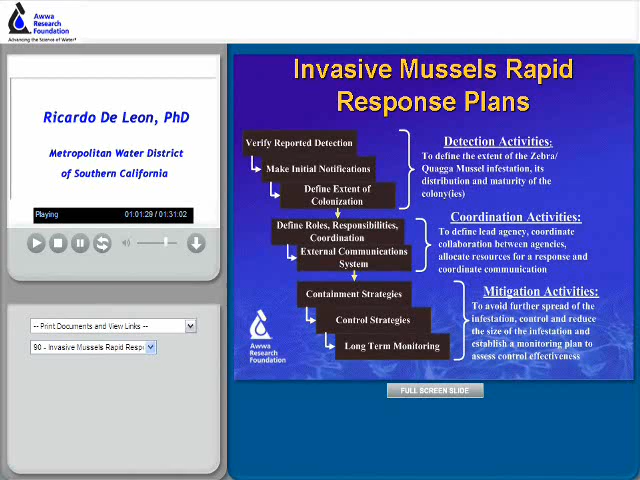 Awwa
Research
Foundation
Advancing the Science of Water®
Ricardo De Leon, PhD
Metropolitan Water District
of Southern California
Playing
01:01:29 / 01:31:02
-- Print Documents and View Links --
90 - Invasive Mussels Rapid Resp
Invasive Mussels Rapid
Response Plans
Verify Reported Detection
Make Initial Notifications
Define Extent of
Colonization
Detection Activities:
To define the extent of the Zebra/
Quagga Mussel infestation, its
distribution and maturity of the
colony(ies)
Define Roles, Responsibilities,
Coordination
External Communications
System
Coordination Activities:
To define lead agency, coordinate
collaboration between agencies,
allocate resources for a response and
coordinate communication
Containment Strategies
Control Strategies
Long Term Monitoring
Mitigation Activities:
To avoid further spread of the
infestation, control and reduce
the size of the infestation and
establish a monitoring plan to
assess control effectiveness
Awwa
Research
Foundation
FULL SCREEN SLIDE